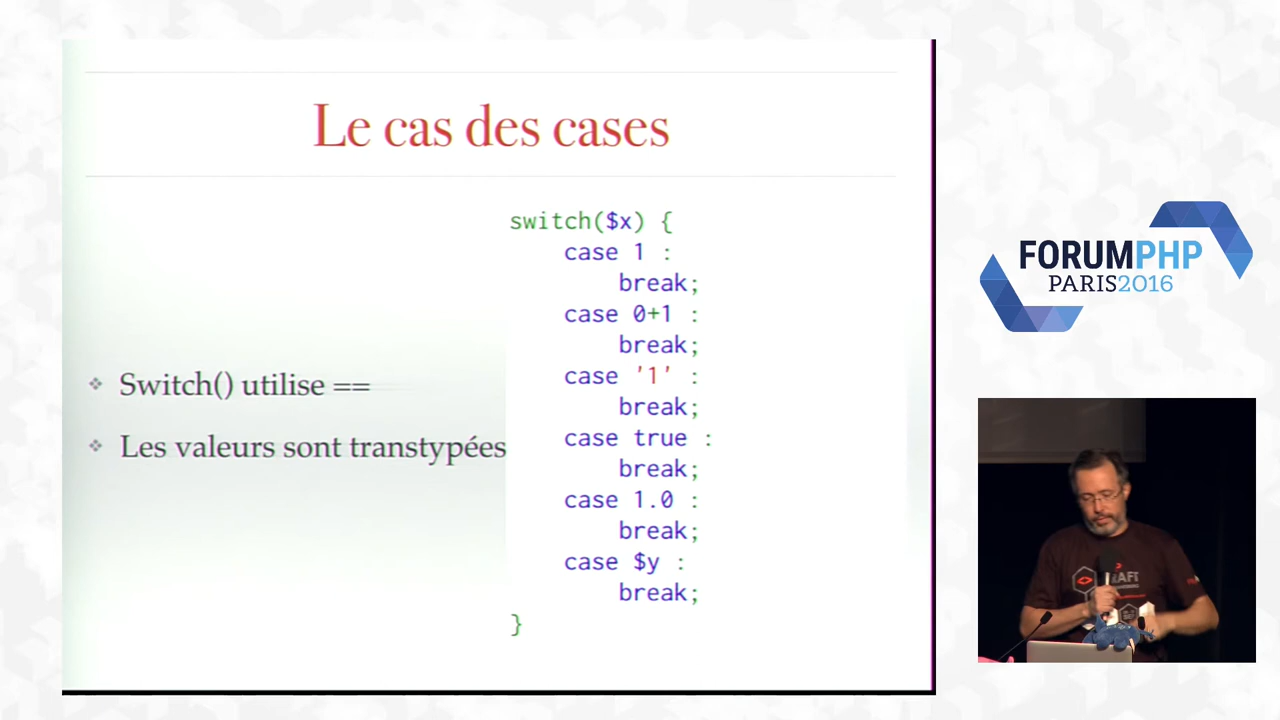 Le cas des cases
Switch() utilise ==
Les valeurs sont transtypées
switch($x) {
case 1 :
break;
case 0+1 :
break;
case '1' :
break;
case true :
break;
case 1.0 :
break;
case $y :
break;
}
FORUMPHP
PARIS2016